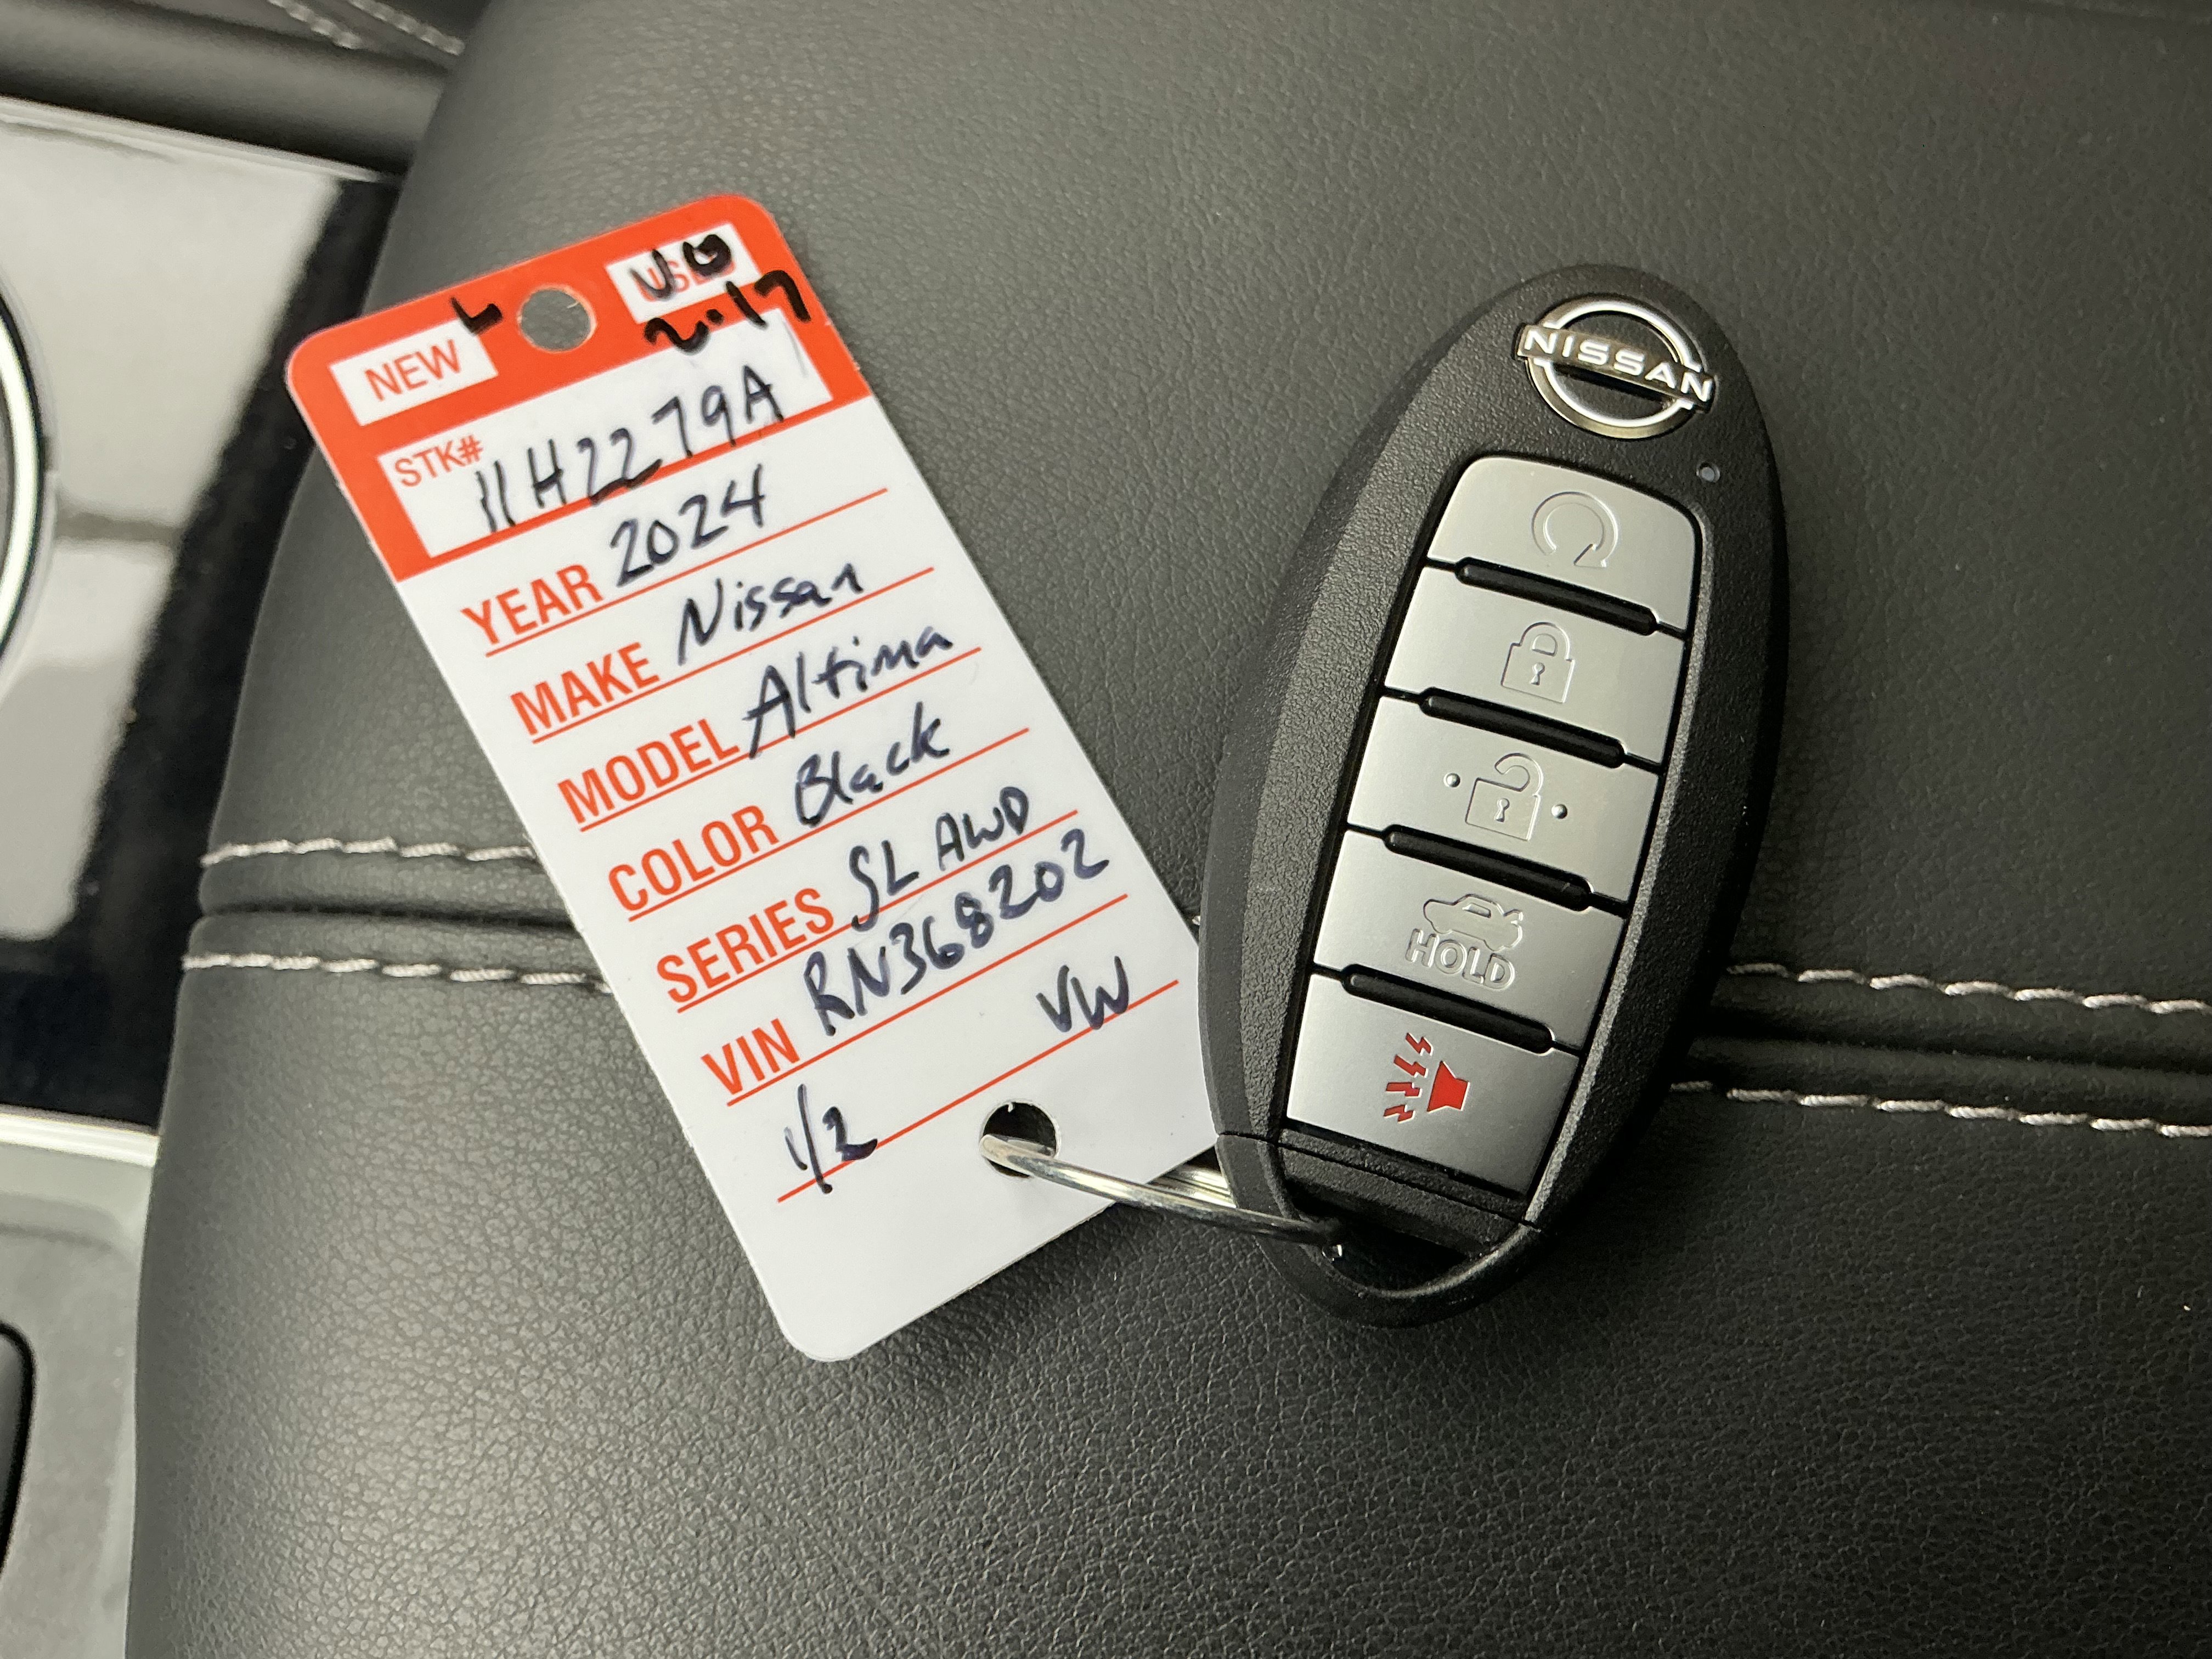 NEW
2.17
STK# 11H2279A
YEAR 2024
MAKE Nissan
MODEL Altima
COLOR Black
SERIES SL AWD
VIN RN368202
VW
1/2
NISSAN
HOLD